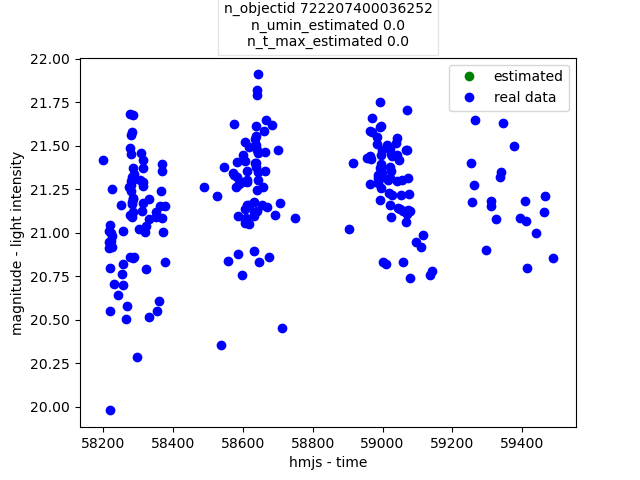 n_objectid 722207400036252
n_umin_estimated 0.0
n_t_max_estimated 0.0
estimated
real data
magnitude - light intensity
22.00
21.75
21.50
21.25
21.00
20.75
20.50
20.25
20.00
58200 58400 58600 58800 59000 59200 59400
hmjs - time